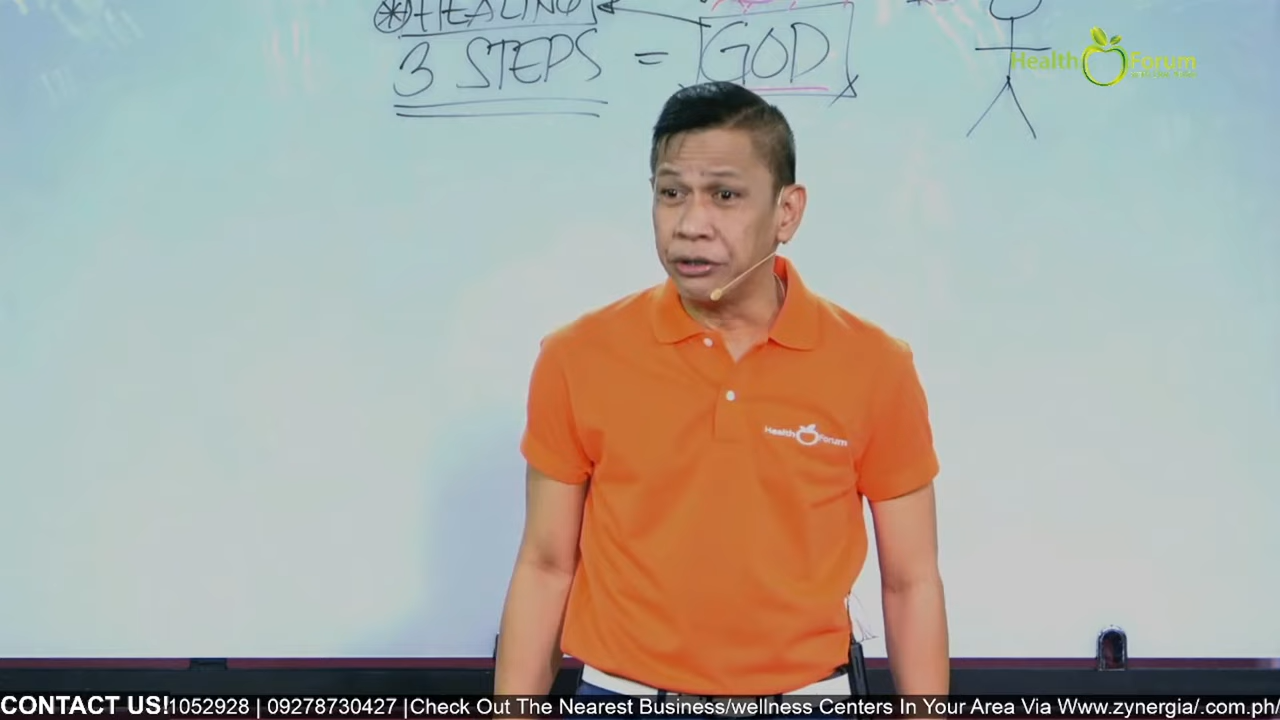 HEALING
3 STEPS = GOD
Health Forum
Health Forum
CONTACT US! 1052928 | 09278730427 |Check Out The Nearest Business/wellness Centers In Your Area Via Www.zynergia/.com.ph/